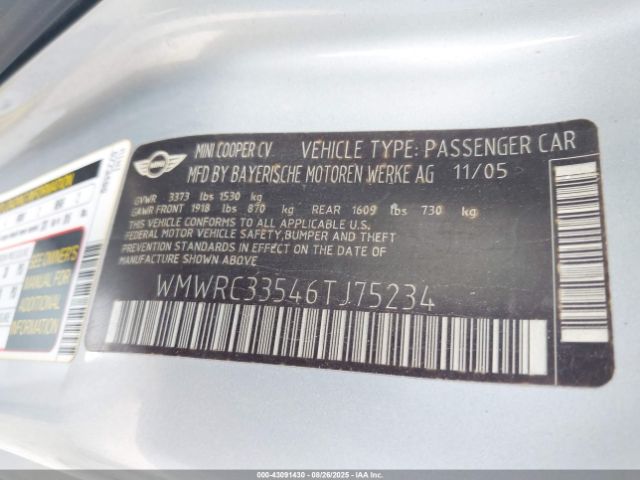 MINI COOPER CV VEHICLE TYPE: PASSENGER CAR
MFD BY BAYERISCHE MOTOREN WERKE AG 11/05
GVWR 3373 lbs 1530 kg
GAWR FRONT 1918 lbs 870 kg REAR 1609 lbs 730 kg
THIS VEHICLE CONFORMS TO ALL APPLICABLE U.S.
FEDERAL MOTOR VEHICLE SAFETY, BUMPER AND THEFT
PREVENTION STANDARDS IN EFFECT ON THE DATE OF
MANUFACTURE SHOWN ABOVE
WMWRC33546TJ75234
SEE OWNER'S
MANUAL FOR
ADDITIONAL
INFORMATION
000-43091430 - 08/26/2025 - IAAI.COM